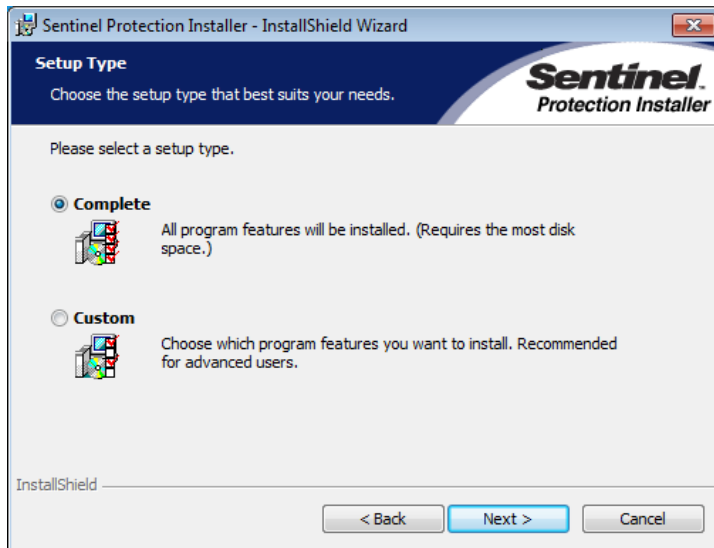 Sentinel Protection Installer - InstallShield Wizard
Setup Type
Choose the setup type that best suits your needs.
Sentinel.
Protection Installer
Please select a setup type.
Complete
All program features will be installed. (Requires the most disk
space.)
Custom
Choose which program features you want to install. Recommended
for advanced users.
InstallShield
< Back
Next >
Cancel